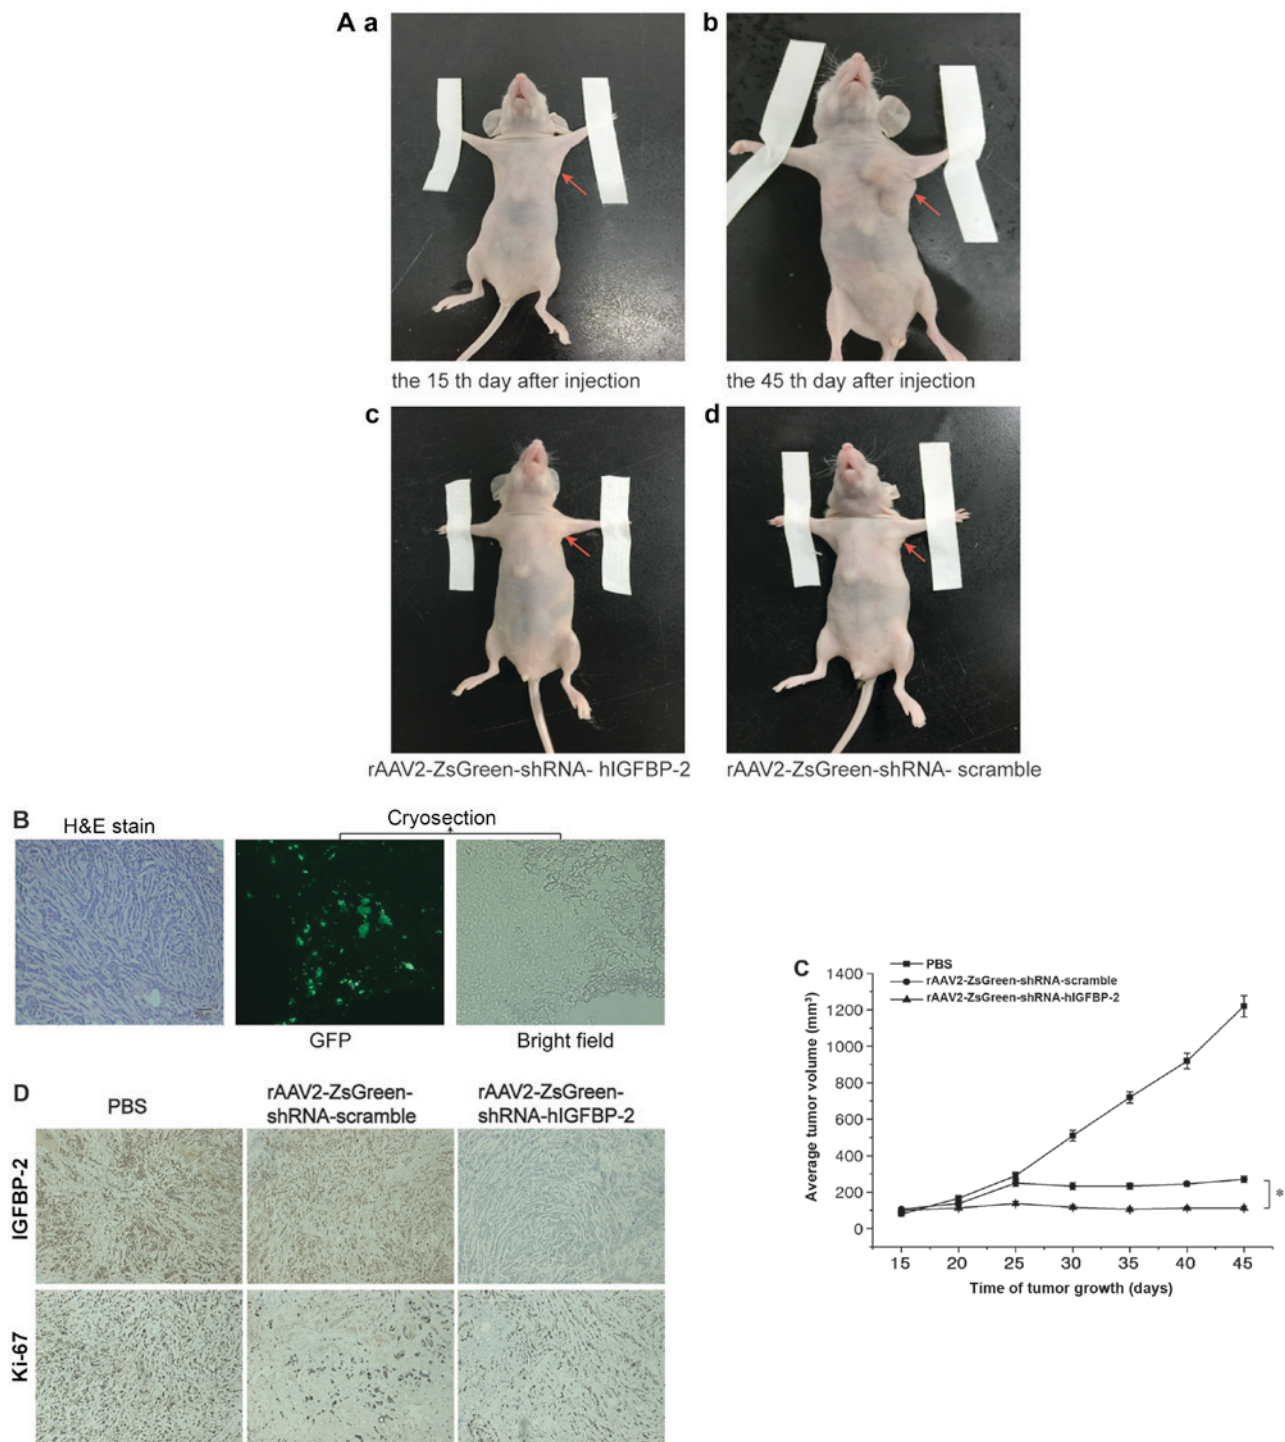 A a
b
the 15 th day after injection
the 45 th day after injection
c
d
rAAV2-ZsGreen-shRNA- hIGFBP-2
rAAV2-ZsGreen-shRNA- scramble
B
H&E stain
Cryosection
GFP
Bright field
C
PBS
rAAV2-ZsGreen-shRNA-scramble
rAAV2-ZsGreen-shRNA-hIGFBP-2
Average tumor volume (mm³)
1400
1200
1000
800
600
400
200
0
*
15 20 25 30 35 40 45
Time of tumor growth (days)
D
PBS
rAAV2-ZsGreen-
shRNA-scramble
rAAV2-ZsGreen-
shRNA-hIGFBP-2
IGFBP-2
Ki-67